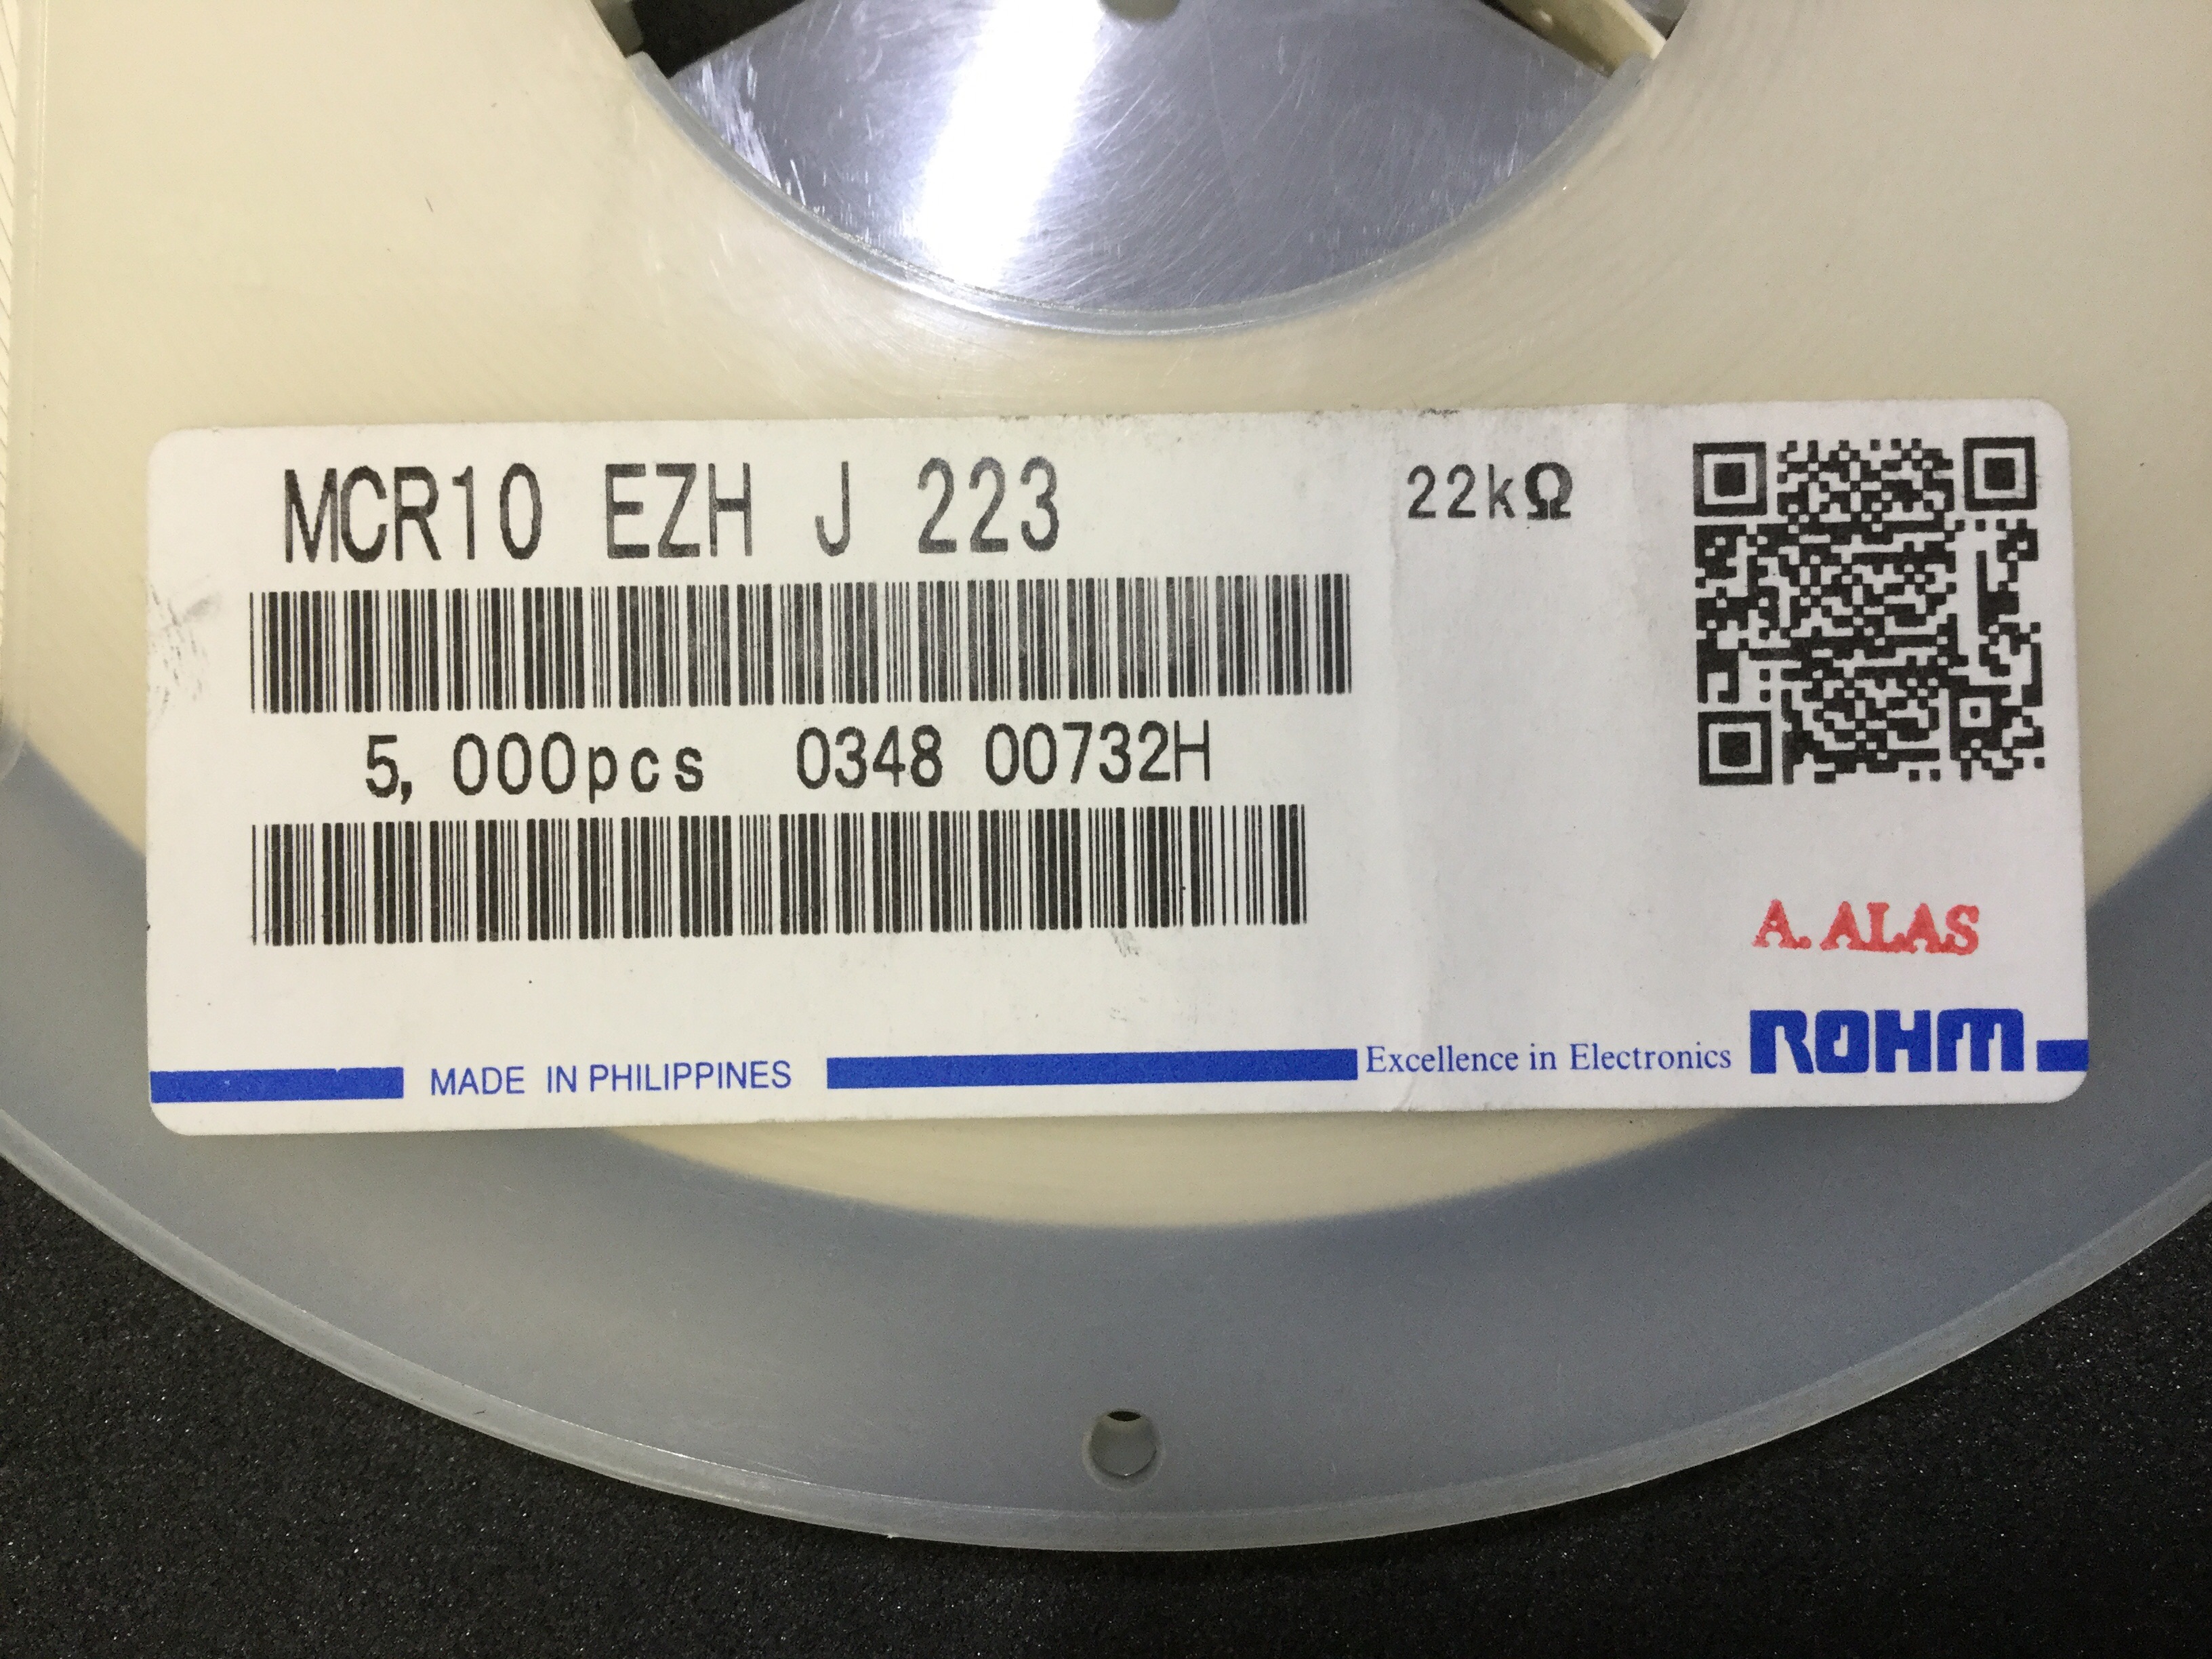 MCR10 EZH J 223 22kΩ
5,000pcs 0348 00732H
A. ALAS
MADE IN PHILIPPINES Excellence in Electronics ROHM